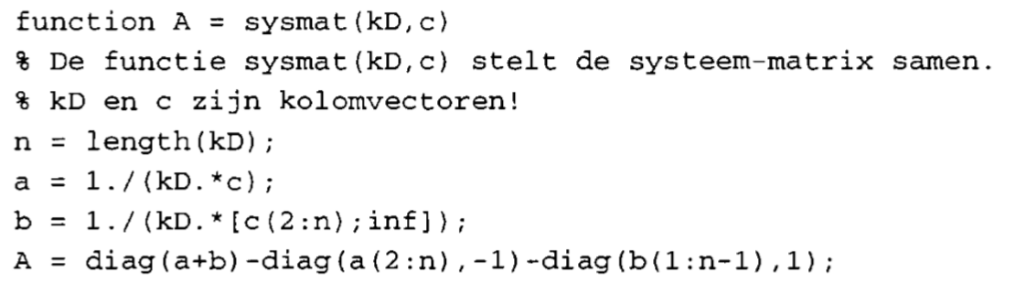 function A = sysmat(kD,c)
% De functie sysmat(kD,c) stelt de systeem-matrix samen.
% kD en c zijn kolomvectoren!
n = length(kD);
a = 1./(kD.*c);
b = 1./(kD.*[c(2:n);inf]);
A = diag(a+b)-diag(a(2:n),-1)-diag(b(1:n-1),1);